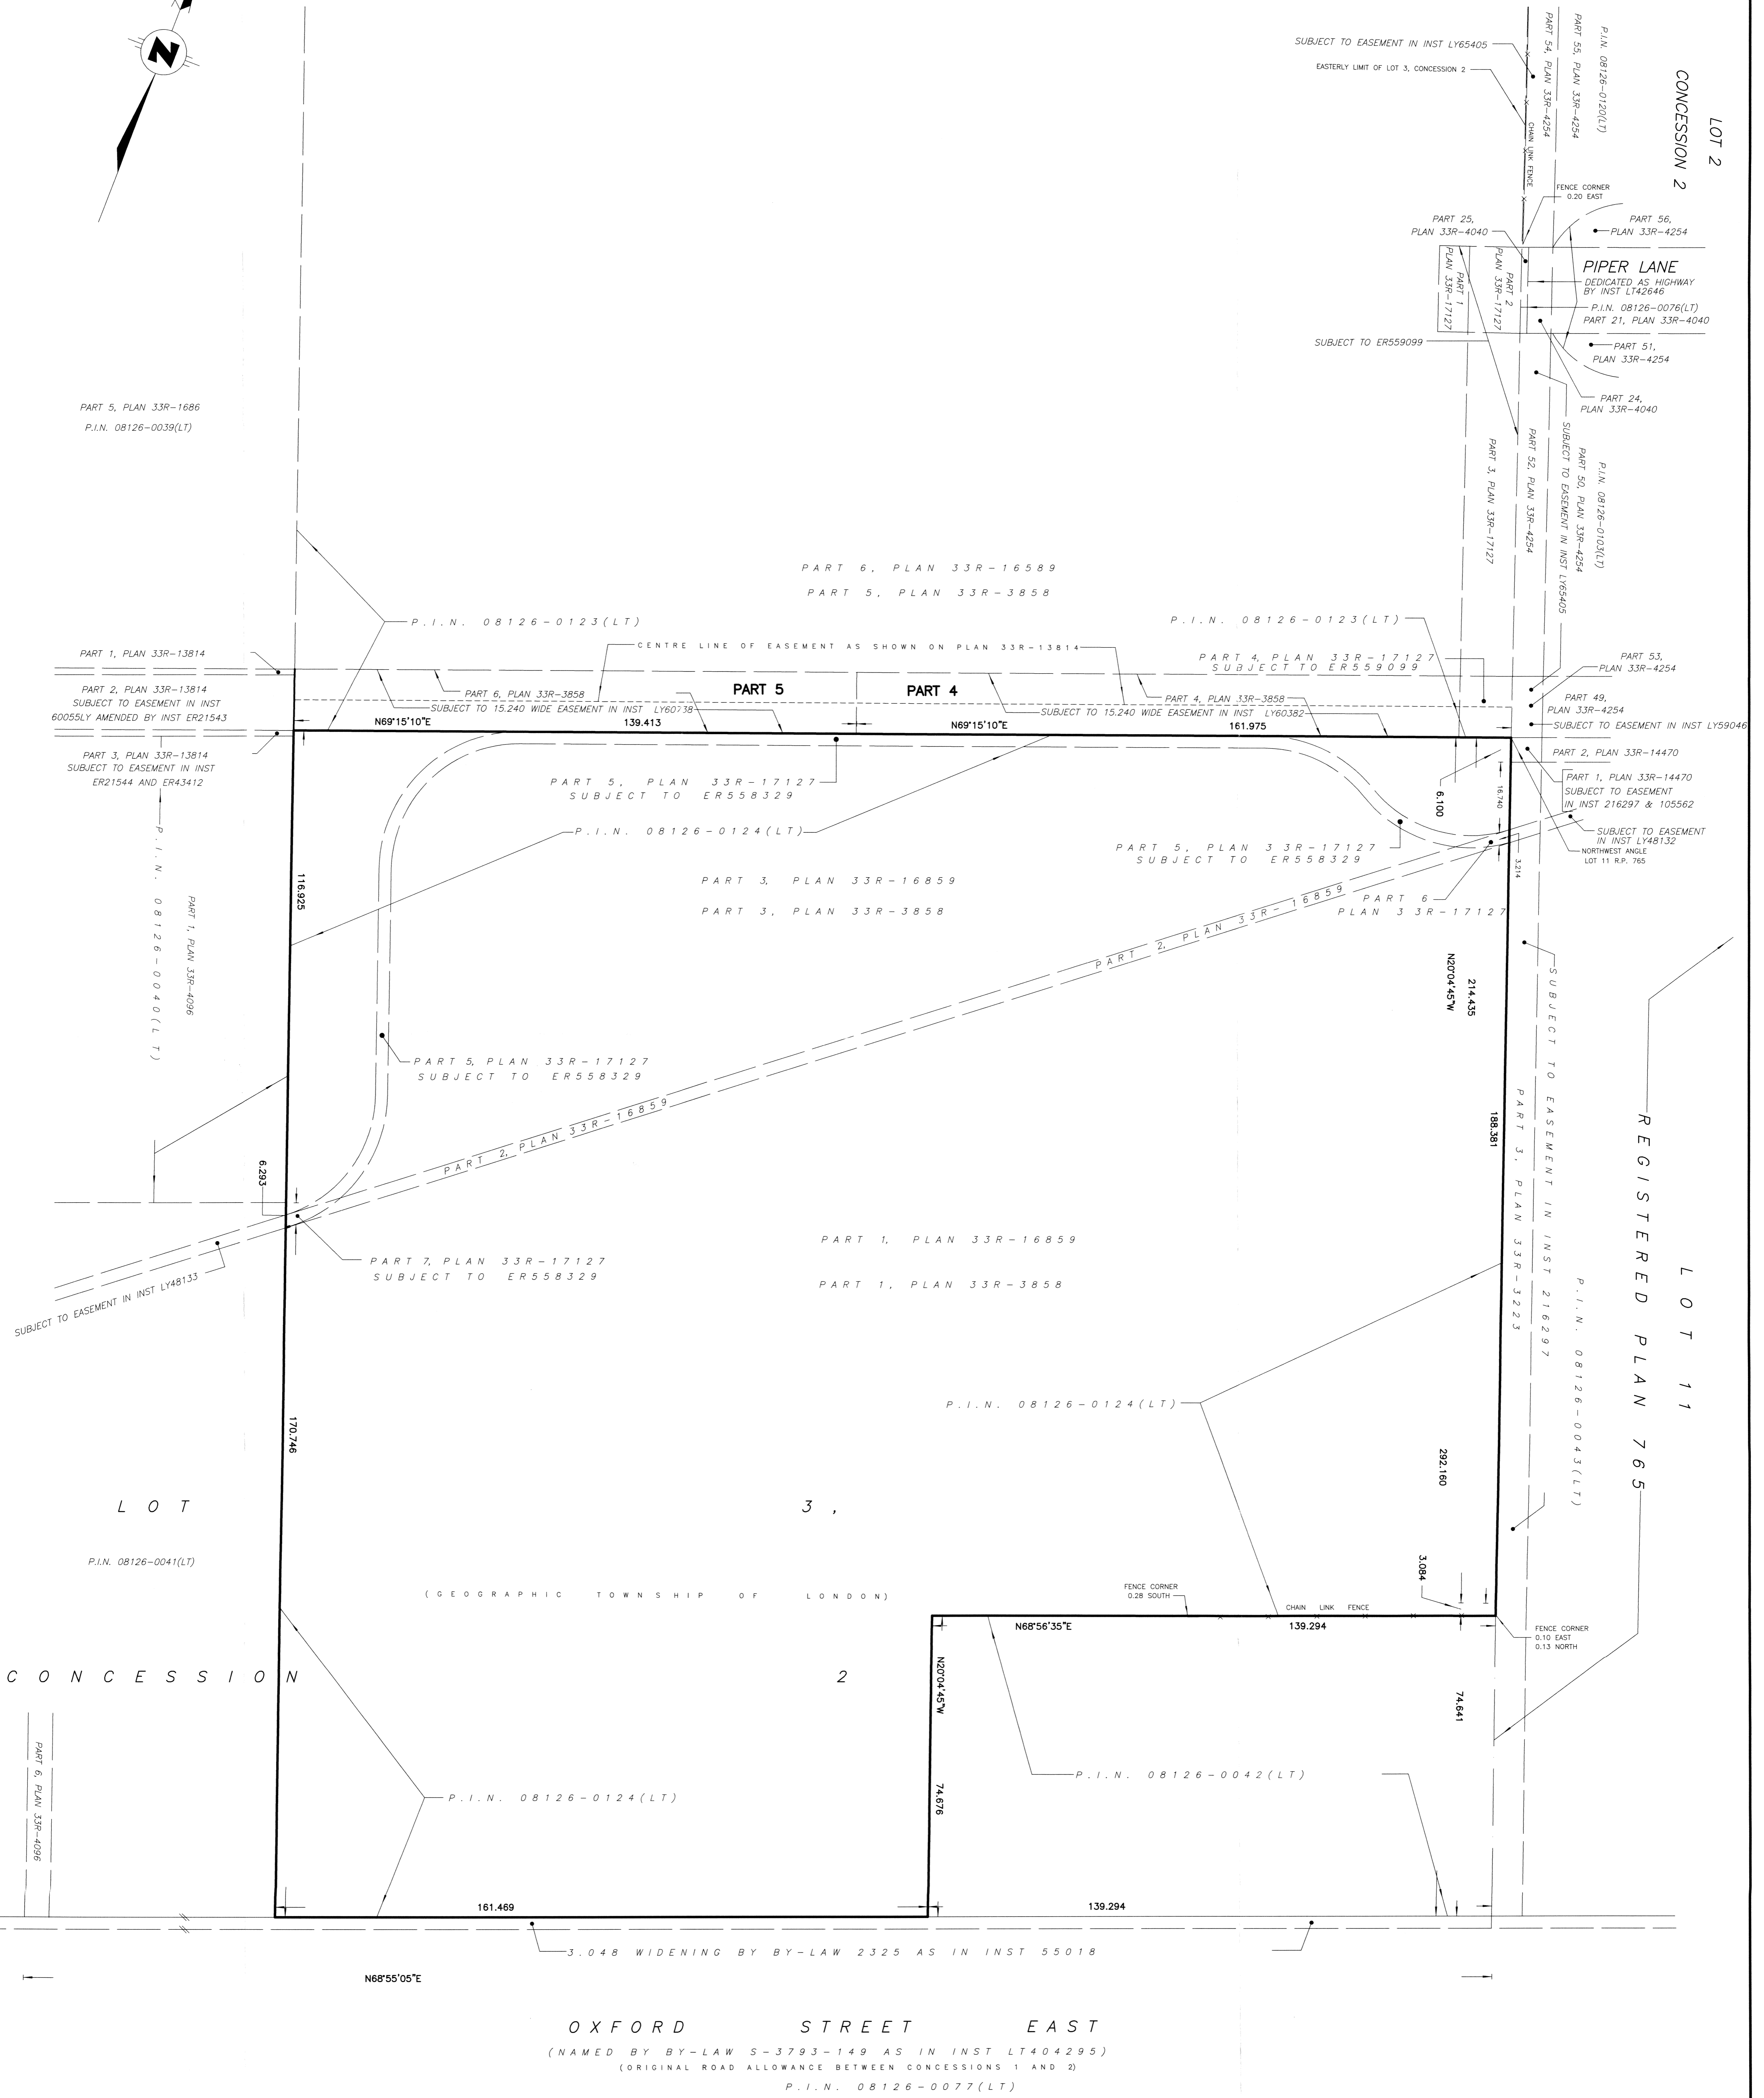 N
SUBJECT TO EASEMENT IN INST LY65405
EASTERLY LIMIT OF LOT 3, CONCESSION 2
CHAIN LINK FENCE
PART 54, PLAN 33R-4254
PART 55, PLAN 33R-4254
P.I.N. 08126-0120(LT)
LOT 2
CONCESSION 2
FENCE CORNER
0.20 EAST
PART 25,
PLAN 33R-4040
PART 56,
PLAN 33R-4254
PART 1
PLAN 33R-17127
PART 2
PLAN 33R-17127
PIPER LANE
DEDICATED AS HIGHWAY
BY INST LT42646
P.I.N. 08126-0076(LT)
PART 21, PLAN 33R-4040
SUBJECT TO ER559099
PART 51,
PLAN 33R-4254
PART 24,
PLAN 33R-4040
PART 5, PLAN 33R-1686
P.I.N. 08126-0039(LT)
PART 3, PLAN 33R-17127
PART 52, PLAN 33R-4254
SUBJECT TO EASEMENT IN INST LY65405
PART 50, PLAN 33R-4254
P.I.N. 08126-0103(LT)
PART 6, PLAN 33R-16589
PART 5, PLAN 33R-3858
P.I.N. 08126-0123(LT)
P.I.N. 08126-0123(LT)
CENTRE LINE OF EASEMENT AS SHOWN ON PLAN 33R-13814
PART 1, PLAN 33R-13814
PART 4, PLAN 33R-17127
SUBJECT TO ER559099
PART 53,
PLAN 33R-4254
PART 2, PLAN 33R-13814
SUBJECT TO EASEMENT IN INST
60055LY AMENDED BY INST ER21543
PART 6, PLAN 33R-3858
PART 5
PART 4
PART 4, PLAN 33R-3858
PART 49,
PLAN 33R-4254
SUBJECT TO 15.240 WIDE EASEMENT IN INST LY60738
SUBJECT TO 15.240 WIDE EASEMENT IN INST LY60382
SUBJECT TO EASEMENT IN INST LY59046
N69°15'10"E
139.413
N69°15'10"E
161.975
PART 3, PLAN 33R-13814
SUBJECT TO EASEMENT IN INST
ER21544 AND ER43412
PART 2, PLAN 33R-14470
PART 5, PLAN 33R-17127
SUBJECT TO ER558329
PART 1, PLAN 33R-14470
SUBJECT TO EASEMENT
IN INST 216297 & 105562
6.100
16.740
P.I.N. 08126-0124(LT)
SUBJECT TO EASEMENT
IN INST LY48132
PART 5, PLAN 33R-17127
SUBJECT TO ER558329
NORTHWEST ANGLE
LOT 11 R.P. 765
3.214
116.925
P.I.N. 08126-0040(LT)
PART 1, PLAN 33R-4096
PART 3, PLAN 33R-16859
PART 3, PLAN 33R-3858
PART 6
PLAN 33R-17127
PART 2, PLAN 33R-16859
N20°04'45"W
214.435
PART 5, PLAN 33R-17127
SUBJECT TO ER558329
PART 2, PLAN 33R-16859
188.381
SUBJECT TO EASEMENT IN INST 216297
PART 3, PLAN 33R-3223
REGISTERED PLAN 765
LOT 11
P.I.N. 08126-0043(LT)
6.293
PART 7, PLAN 33R-17127
SUBJECT TO ER558329
SUBJECT TO EASEMENT IN INST LY48133
PART 1, PLAN 33R-16859
PART 1, PLAN 33R-3858
P.I.N. 08126-0124(LT)
170.746
292.160
LOT 3,
P.I.N. 08126-0041(LT)
(GEOGRAPHIC TOWNSHIP OF LONDON)
3.084
FENCE CORNER
0.28 SOUTH
CHAIN LINK FENCE
N68°56'35"E
139.294
FENCE CORNER
0.10 EAST
0.13 NORTH
CONCESSION 2
N20°04'45"W
74.676
74.641
PART 6, PLAN 33R-4096
P.I.N. 08126-0042(LT)
P.I.N. 08126-0124(LT)
161.469
139.294
3.048 WIDENING BY BY-LAW 2325 AS IN INST 55018
N68°55'05"E
OXFORD STREET EAST
(NAMED BY BY-LAW S-3793-149 AS IN INST LT404295)
(ORIGINAL ROAD ALLOWANCE BETWEEN CONCESSIONS 1 AND 2)
P.I.N. 08126-0077(LT)